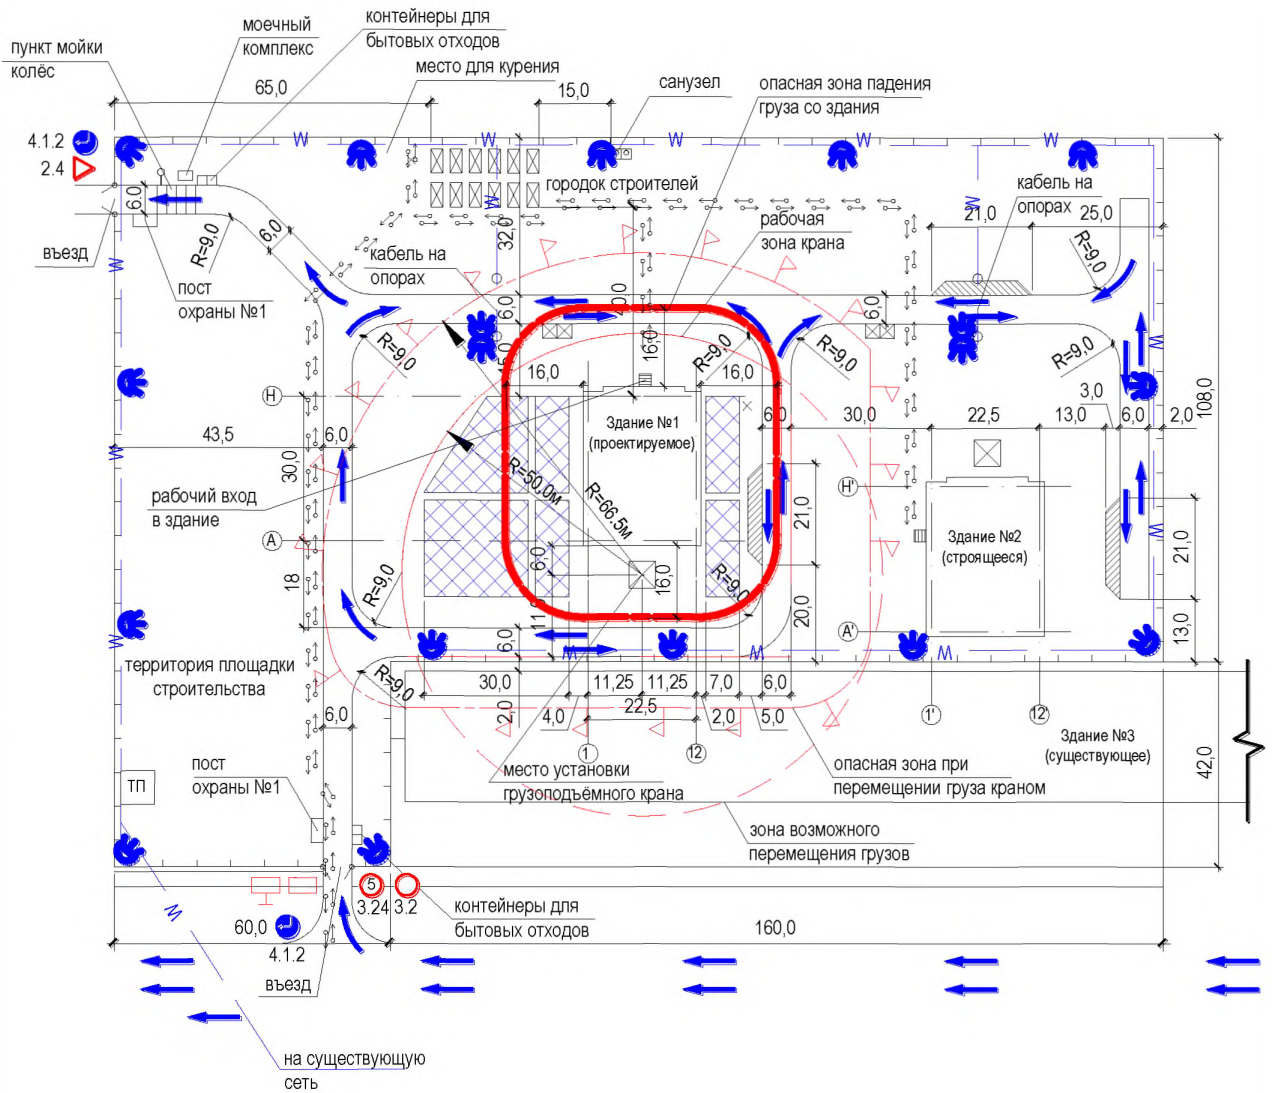 моечный
комплекс
контейнеры для
бытовых отходов
пункт мойки
колёс
место для курения
санузел
опасная зона падения
груза со здания
65,0
15,0
4.1.2
2.4
W
W
W
W
W
городок строителей
кабель на
опорах
6.0
W
рабочая
зона крана
21,0
25,0
R=9,0
6,0
32,0
въезд
кабель на
опорах
R=9,0
W
пост
охраны №1
6,0
40,0
6,0
16,0
R=9,0
R=9,0
R=9,0
R=9,0
W
16,0
16,0
3,0
108,0
Н
Здание №1
(проектируемое)
6,0
30,0
22,5
13,0
6,0
2,0
43,5
6,0
W
30,0
R=50.0м
R=66.5м
Н'
рабочий вход
в здание
21,0
21,0
W
А
6,0
Здание №2
(строящееся)
18
R=9,0
16,0
R=9,0
11,0
20,0
13,0
А'
W
6,0
W
W
W
территория площадки
строительства
R=9,0
30,0
11,25
11,25
7,0
6,0
6,0
2,0
4,0
22,5
2,0
5,0
1'
12'
Здание №3
(существующее)
42,0
1
12
пост
охраны №1
ТП
место установки
грузоподъёмного крана
опасная зона при
перемещении груза краном
зона возможного
перемещения грузов
5
3.24
3.2
W
60,0
4.1.2
контейнеры для
бытовых отходов
160,0
въезд
на существующую
сеть